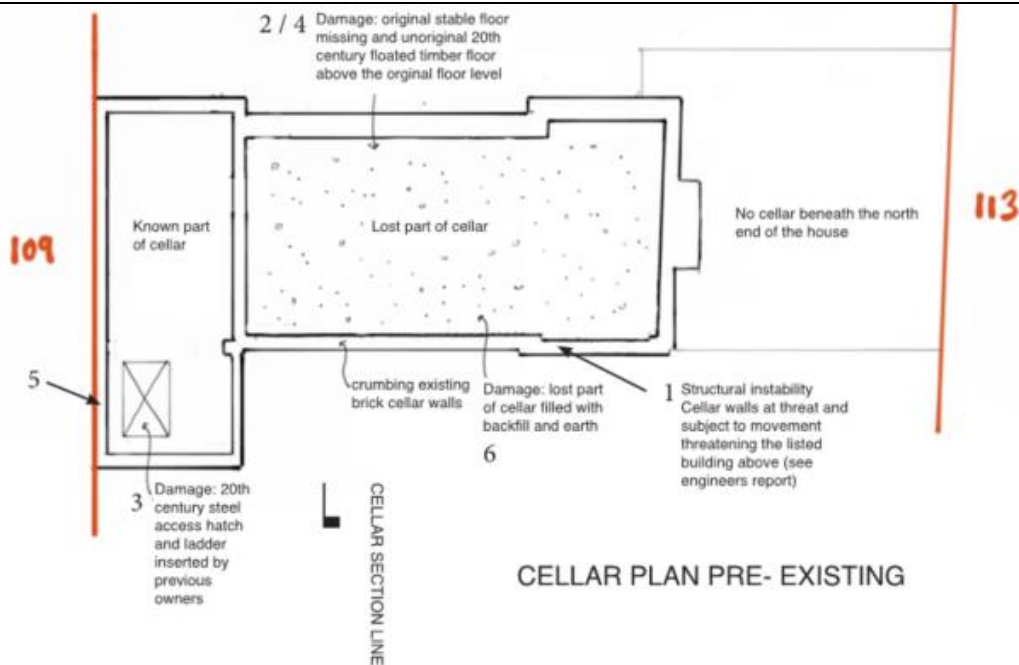 2 / 4
Damage: original stable floor
missing and unoriginal 20th
century floated timber floor
above the orginal floor level
109
Known part
of cellar
Lost part of cellar
No cellar beneath the north
end of the house
113
5
crumbing existing
brick cellar walls
Damage: lost part
of cellar filled with
backfill and earth
6
1
Structural instability
Cellar walls at threat and
subject to movement
threatening the listed
building above (see
engineers report)
3
Damage: 20th
century steel
access hatch
and ladder
inserted by
previous
owners
CELLAR SECTION LINE
CELLAR PLAN PRE- EXISTING